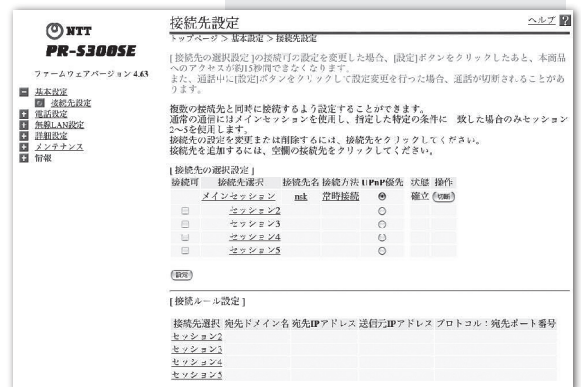 NTT
PR-S300SE
ファームウェアバージョン 4.63
基本設定
接続先設定
電話設定
無線LAN設定
詳細設定
メンテナンス
情報
接続先設定
ヘルプ ?
トップページ > 基本設定 > 接続先設定
[接続先の選択設定]の接続可の設定を変更した場合、[設定]ボタンをクリックしたあと、本商品
へのアクセスが約15秒間できなくなります。
また、通話中に[設定]ボタンをクリックして設定変更を行った場合、通話が切断されることがあ
ります。
複数の接続先と同時に接続するよう設定することができます。
通常の通信にはメインセッションを使用し、指定した特定の条件に一致した場合のみセッション
2〜5を使用します。
接続先の設定を変更または削除するには、接続先をクリックしてください。
接続先を追加するには、空欄の接続先をクリックしてください。
[接続先の選択設定]
接続可 接続先選択 接続先名 接続方法 UPnP優先 状態 操作
メインセッション nsk 常時接続 確立 切断
セッション2
セッション3
セッション4
セッション5
設定
[接続ルール設定]
接続先選択 宛先ドメイン名 宛先IPアドレス 送信元IPアドレス プロトコル：宛先ポート番号
セッション2
セッション3
セッション4
セッション5